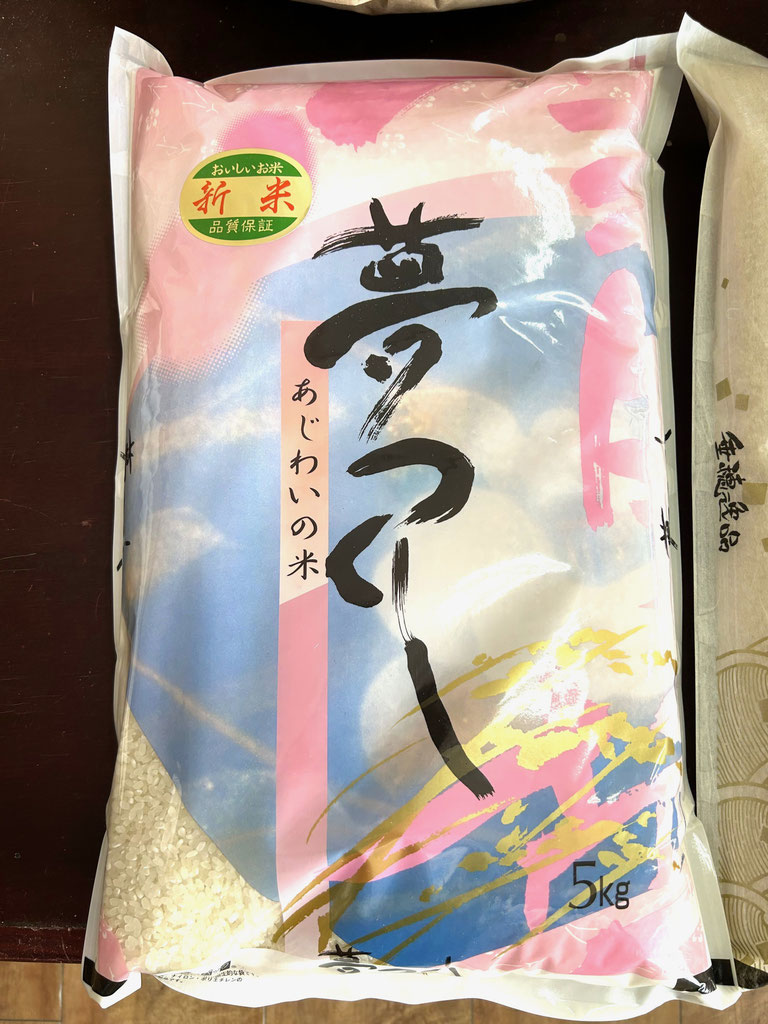 おいしいお米
新米
品質保証
夢つくし
あじわいの米
5kg